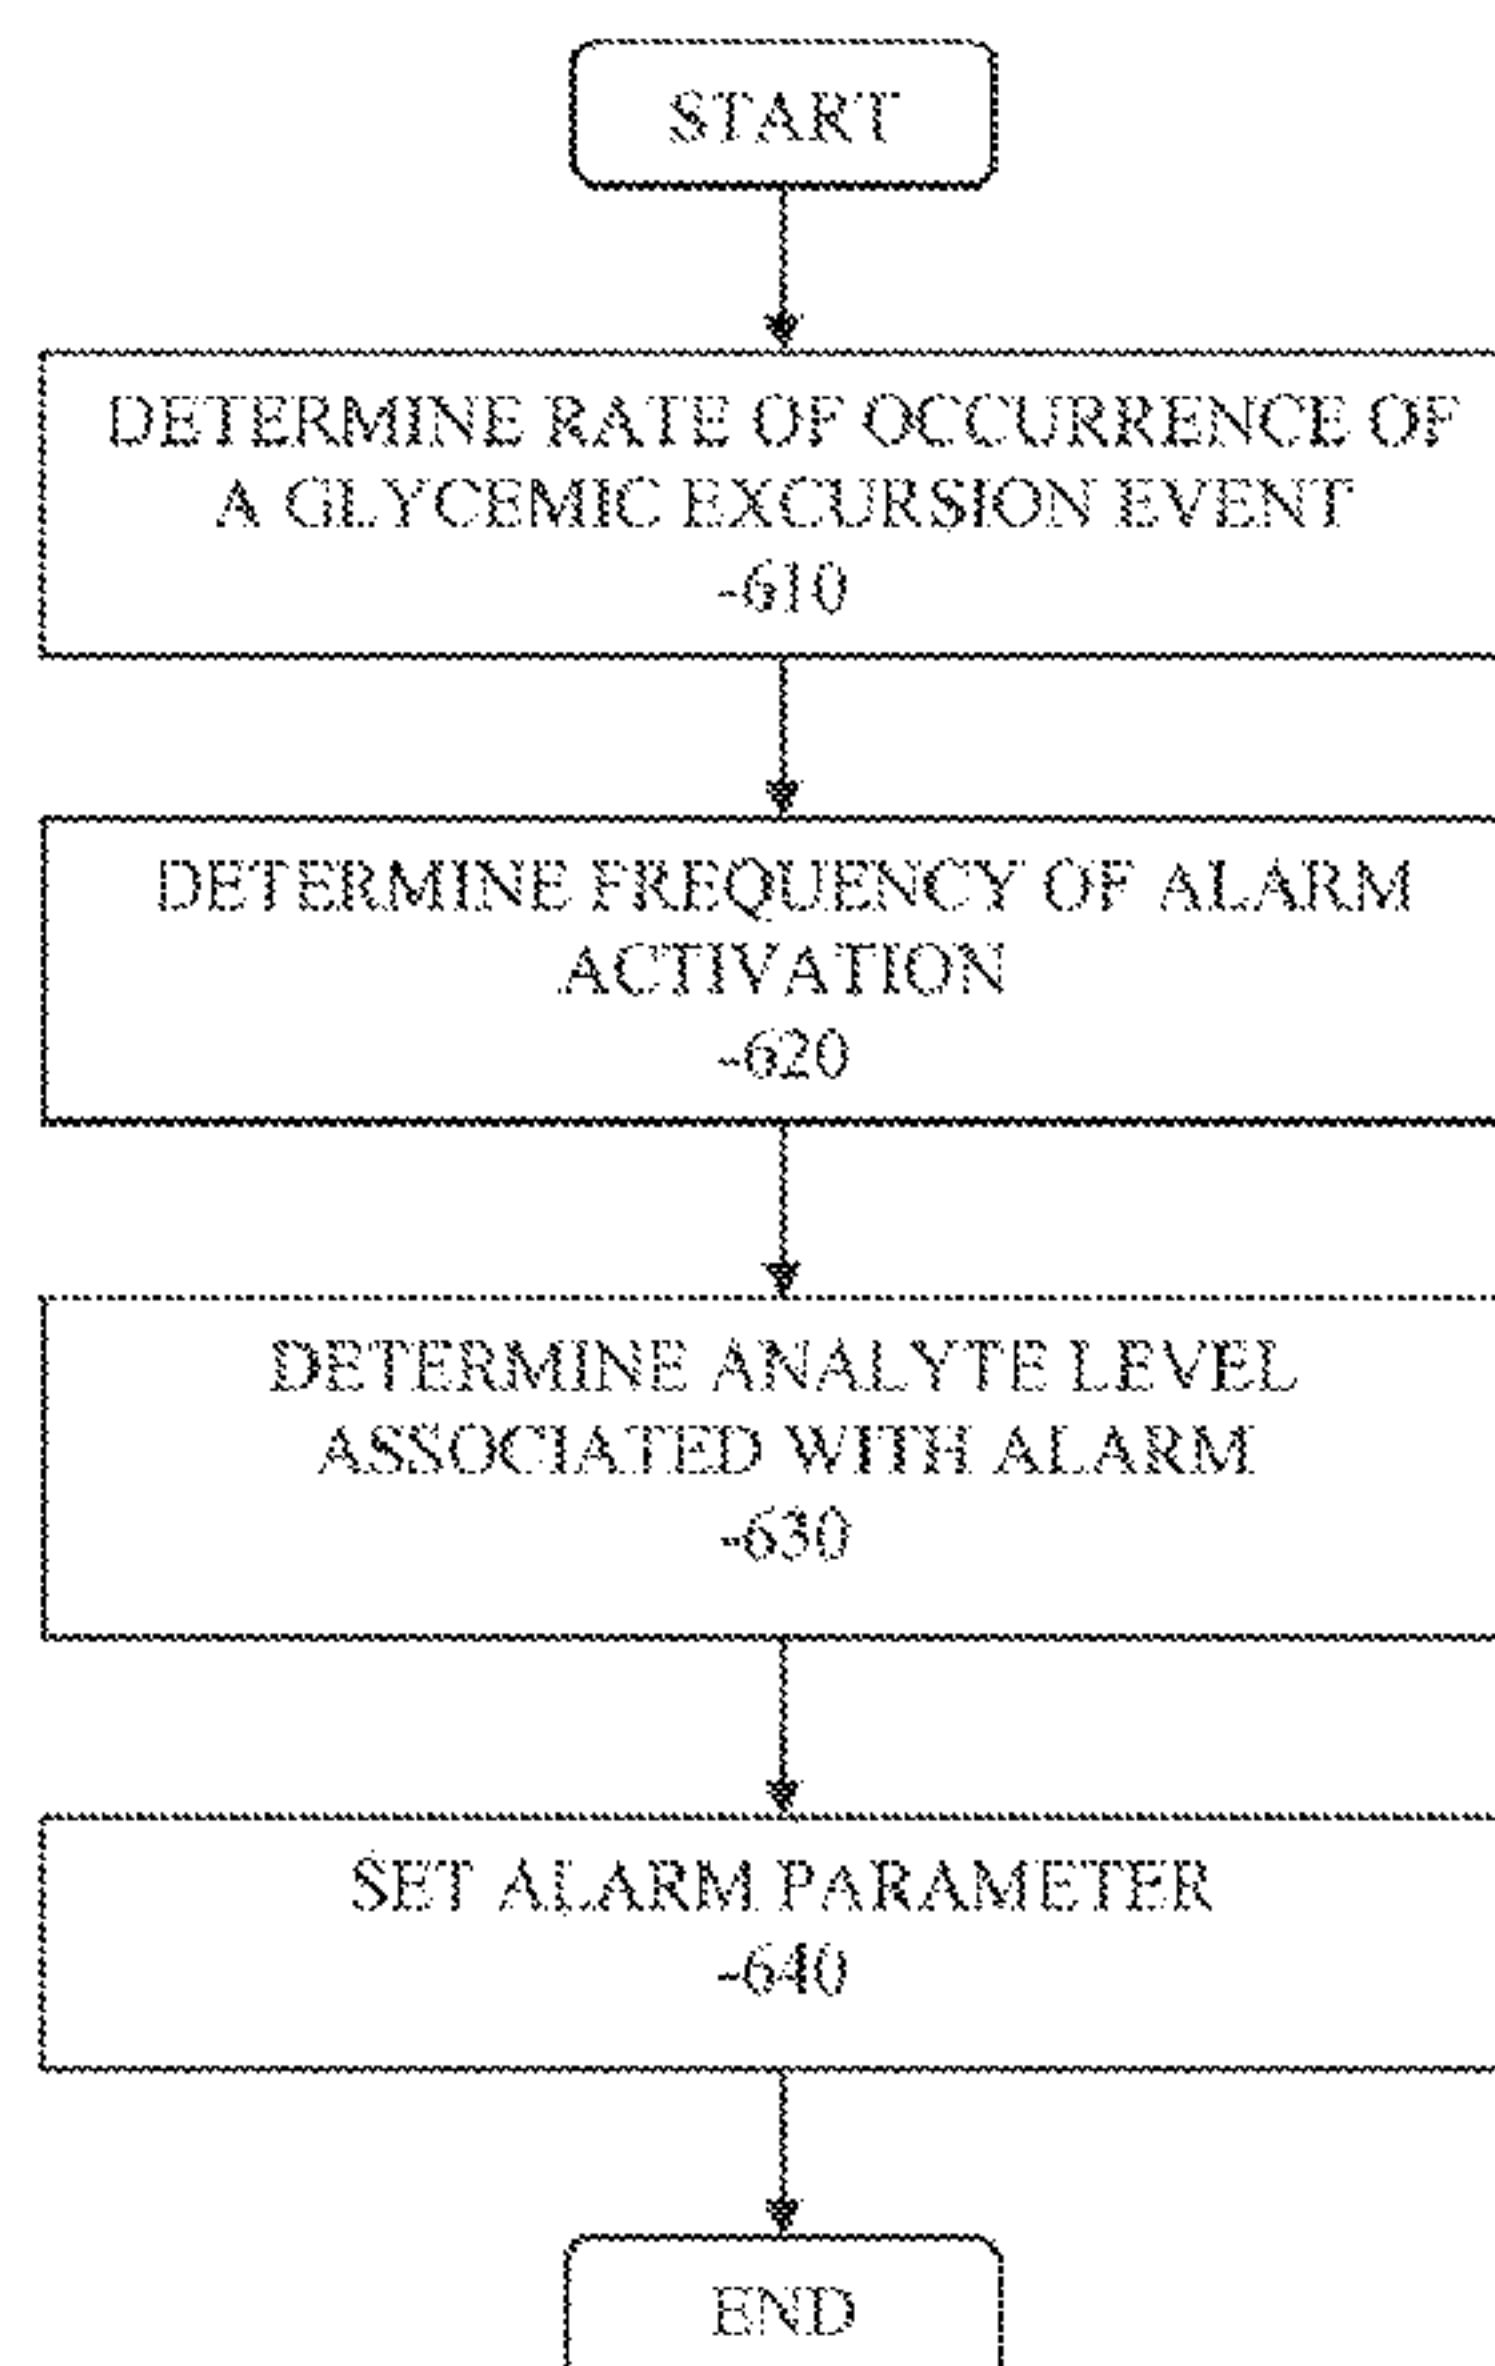 START
DETERMINE RATE OF OCCURRENCE OF
A GLYCEMIC EXCURSION EVENT
-610
DETERMINE FREQUENCY OF ALARM
ACTIVATION
-620
DETERMINE ANALYTE LEVEL
ASSOCIATED WITH ALARM
-630
SET ALARM PARAMETER
-640
END